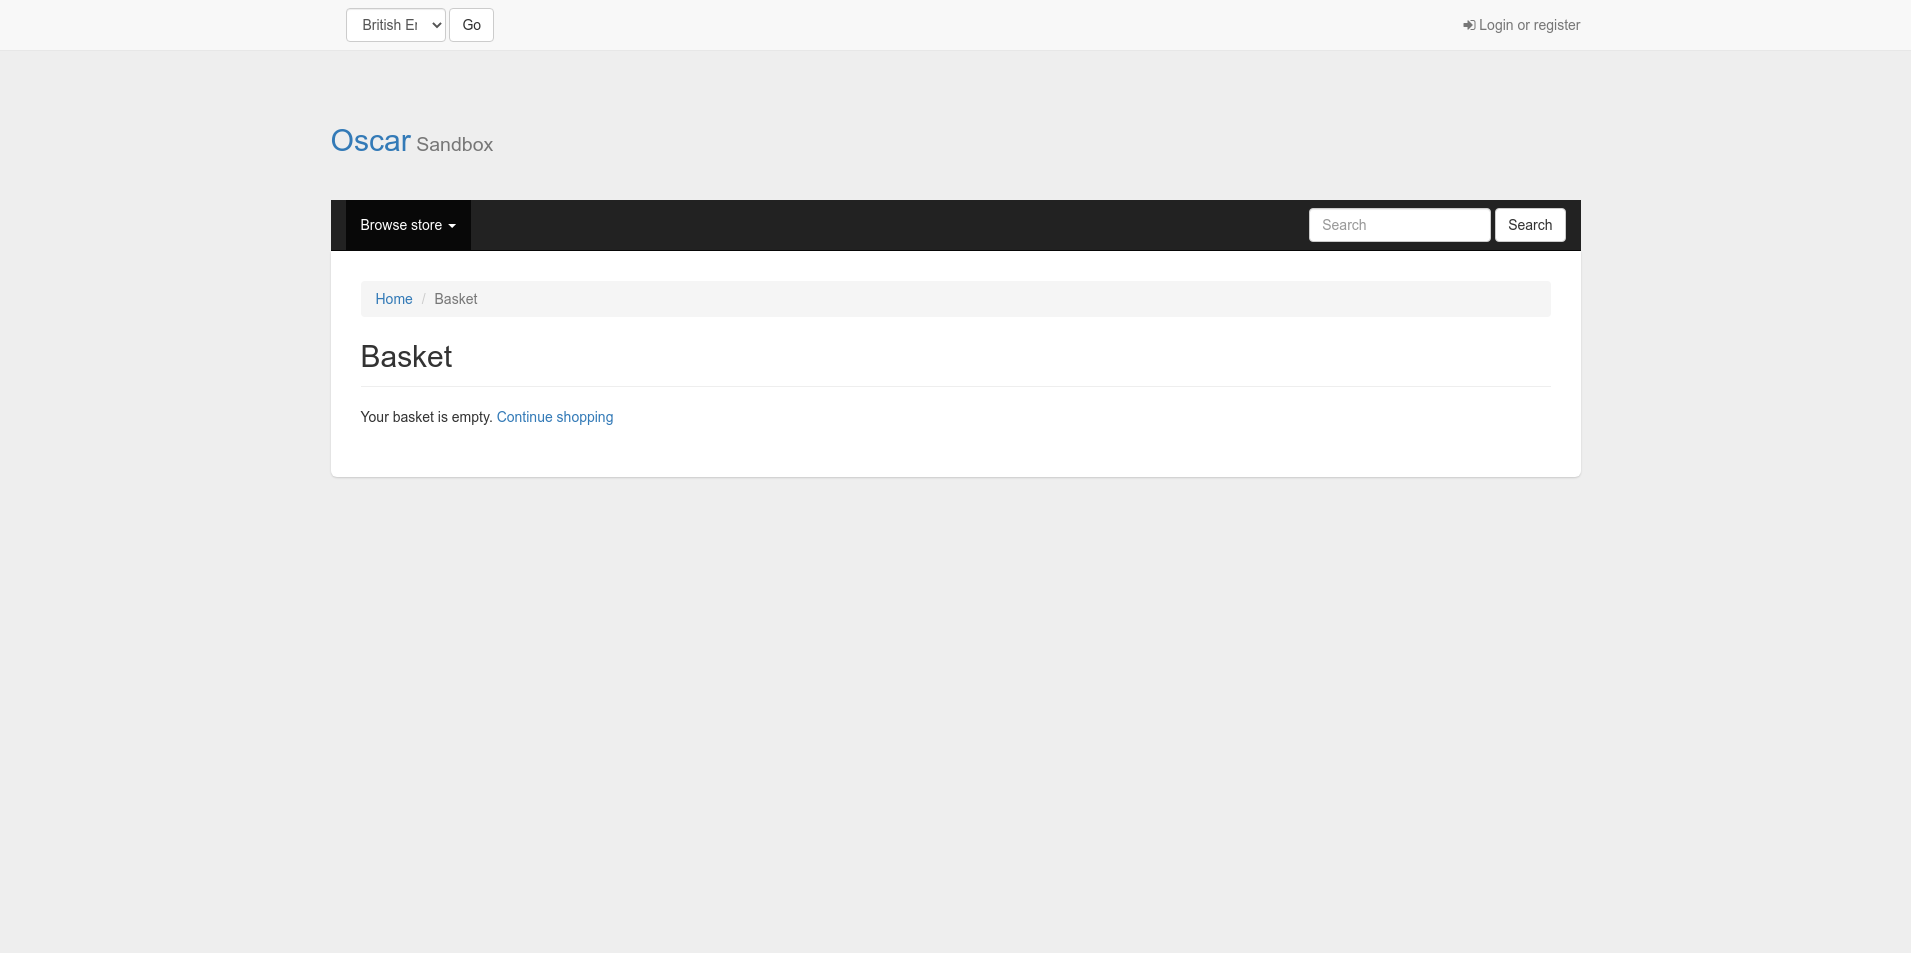 British Er Go Login or register
Oscar Sandbox
Browse store Search Search
Home / Basket
Basket
Your basket is empty. Continue shopping